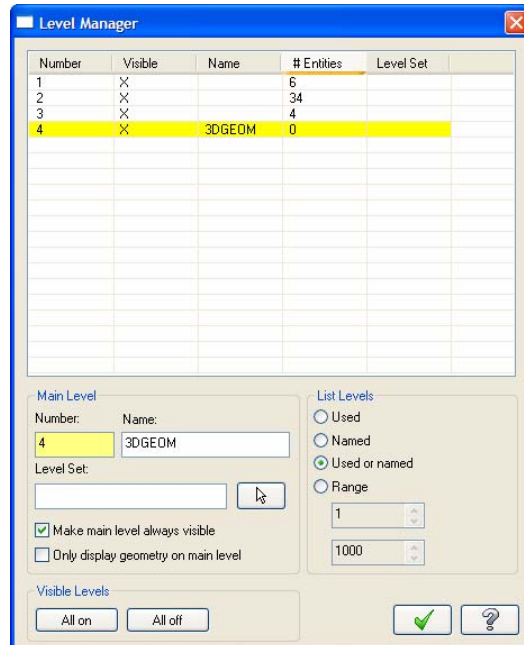 Level Manager
Number Visible Name # Entities Level Set
1 X 6
2 X 34
3 X 4
4 X 3DGEOM 0
Main Level
Number: Name:
4 3DGEOM
Level Set:
Make main level always visible
Only display geometry on main level
List Levels
Used
Named
Used or named
Range
1
1000
Visible Levels
All on All off